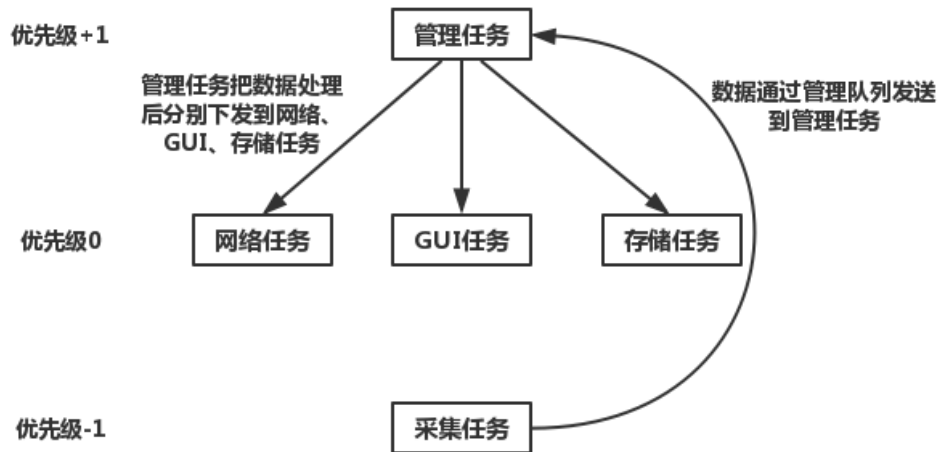 优先级+1
管理任务
管理任务把数据处理
后分别下发到网络、
GUI、存储任务
数据通过管理队列发送
到管理任务
优先级0
网络任务
GUI任务
存储任务
优先级-1
采集任务